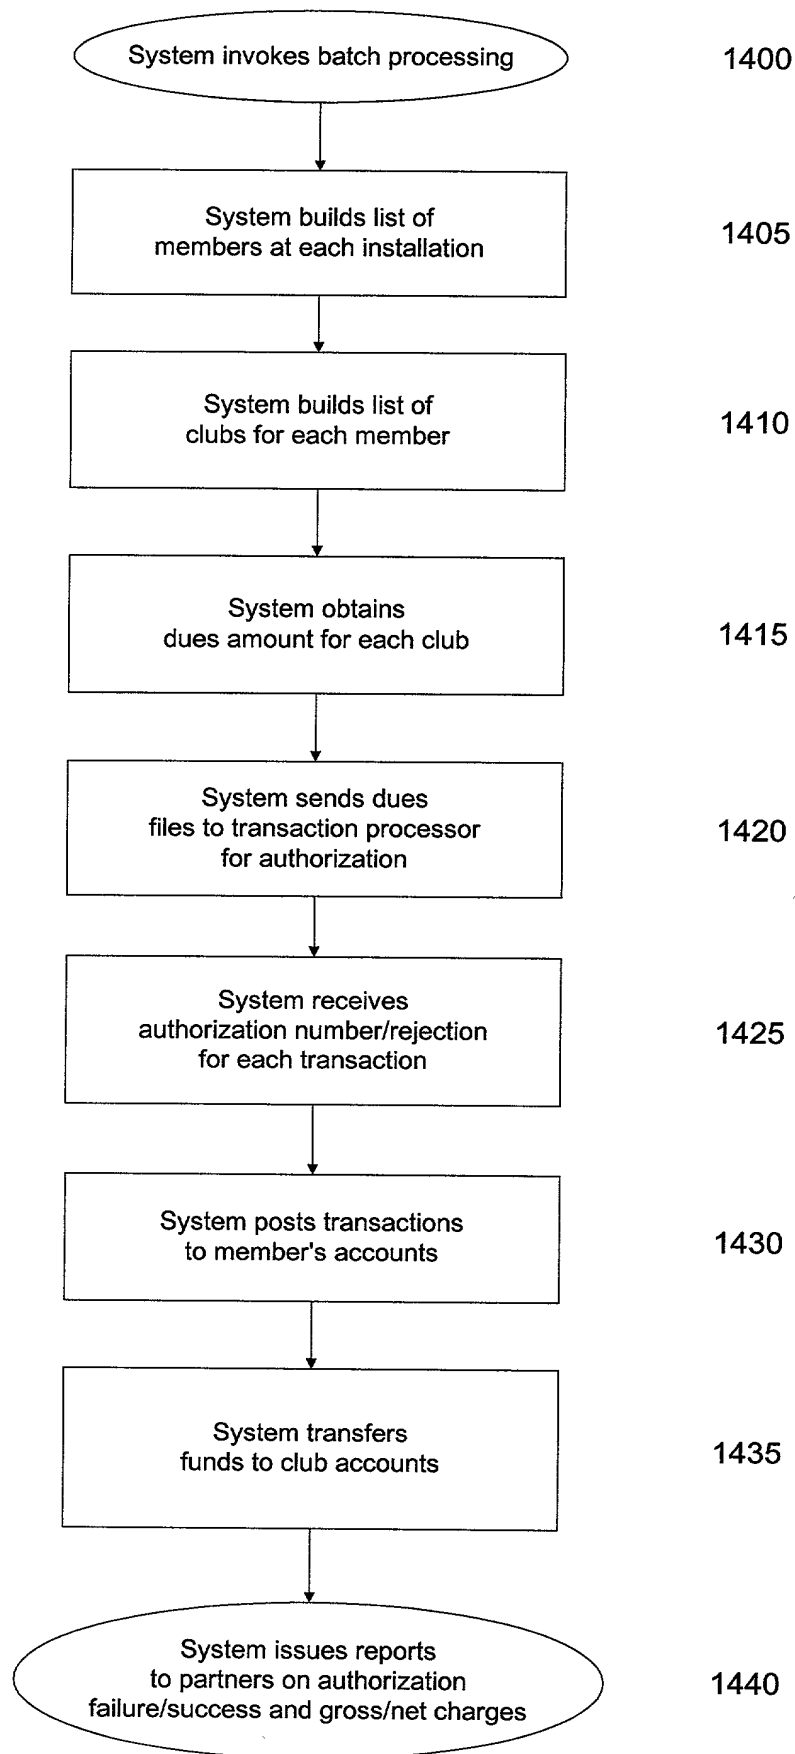 System invokes batch processing
1400
System builds list of
members at each installation
1405
System builds list of
clubs for each member
1410
System obtains
dues amount for each club
1415
System sends dues
files to transaction processor
for authorization
1420
System receives
authorization number/rejection
for each transaction
1425
System posts transactions
to member's accounts
1430
System transfers
funds to club accounts
1435
System issues reports
to partners on authorization
failure/success and gross/net charges
1440